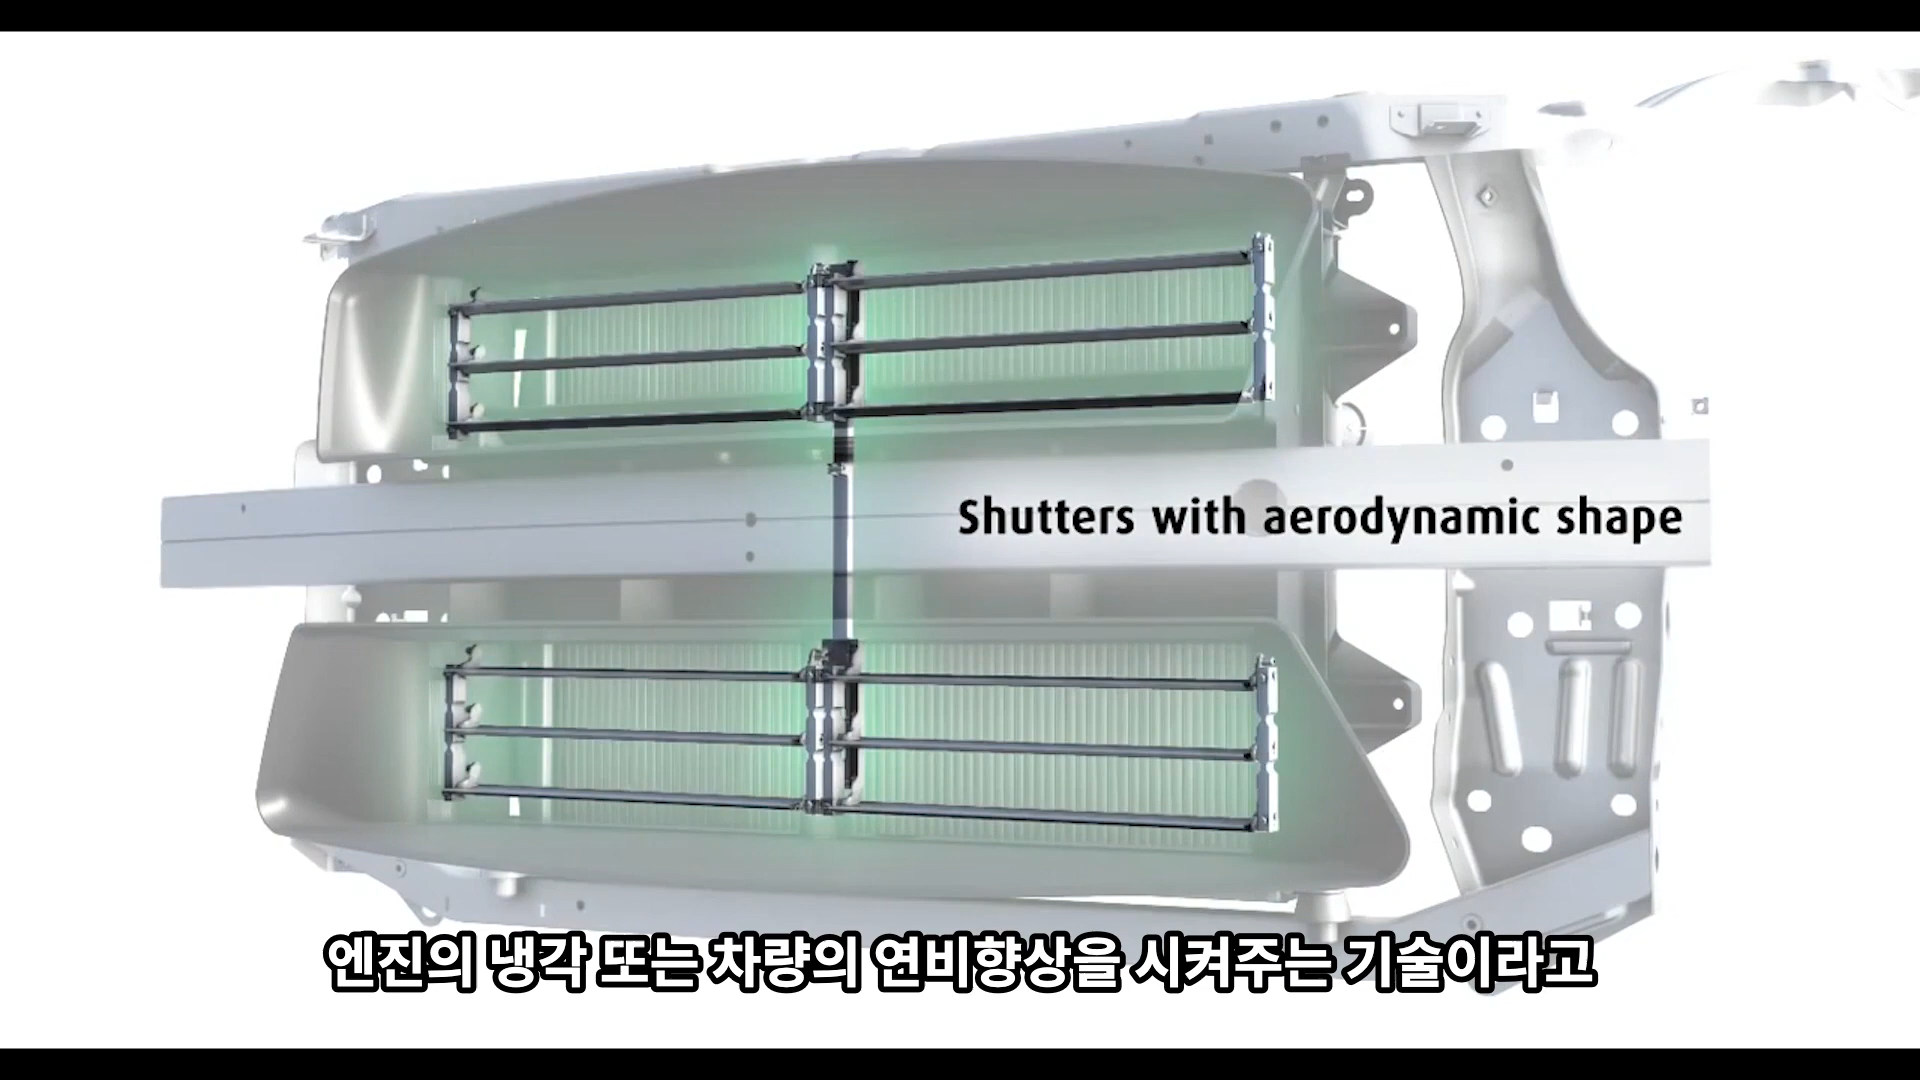 Shutters with aerodynamic shape
엔진의 냉각 또는 차량의 연비향상을 시켜주는 기술이라고